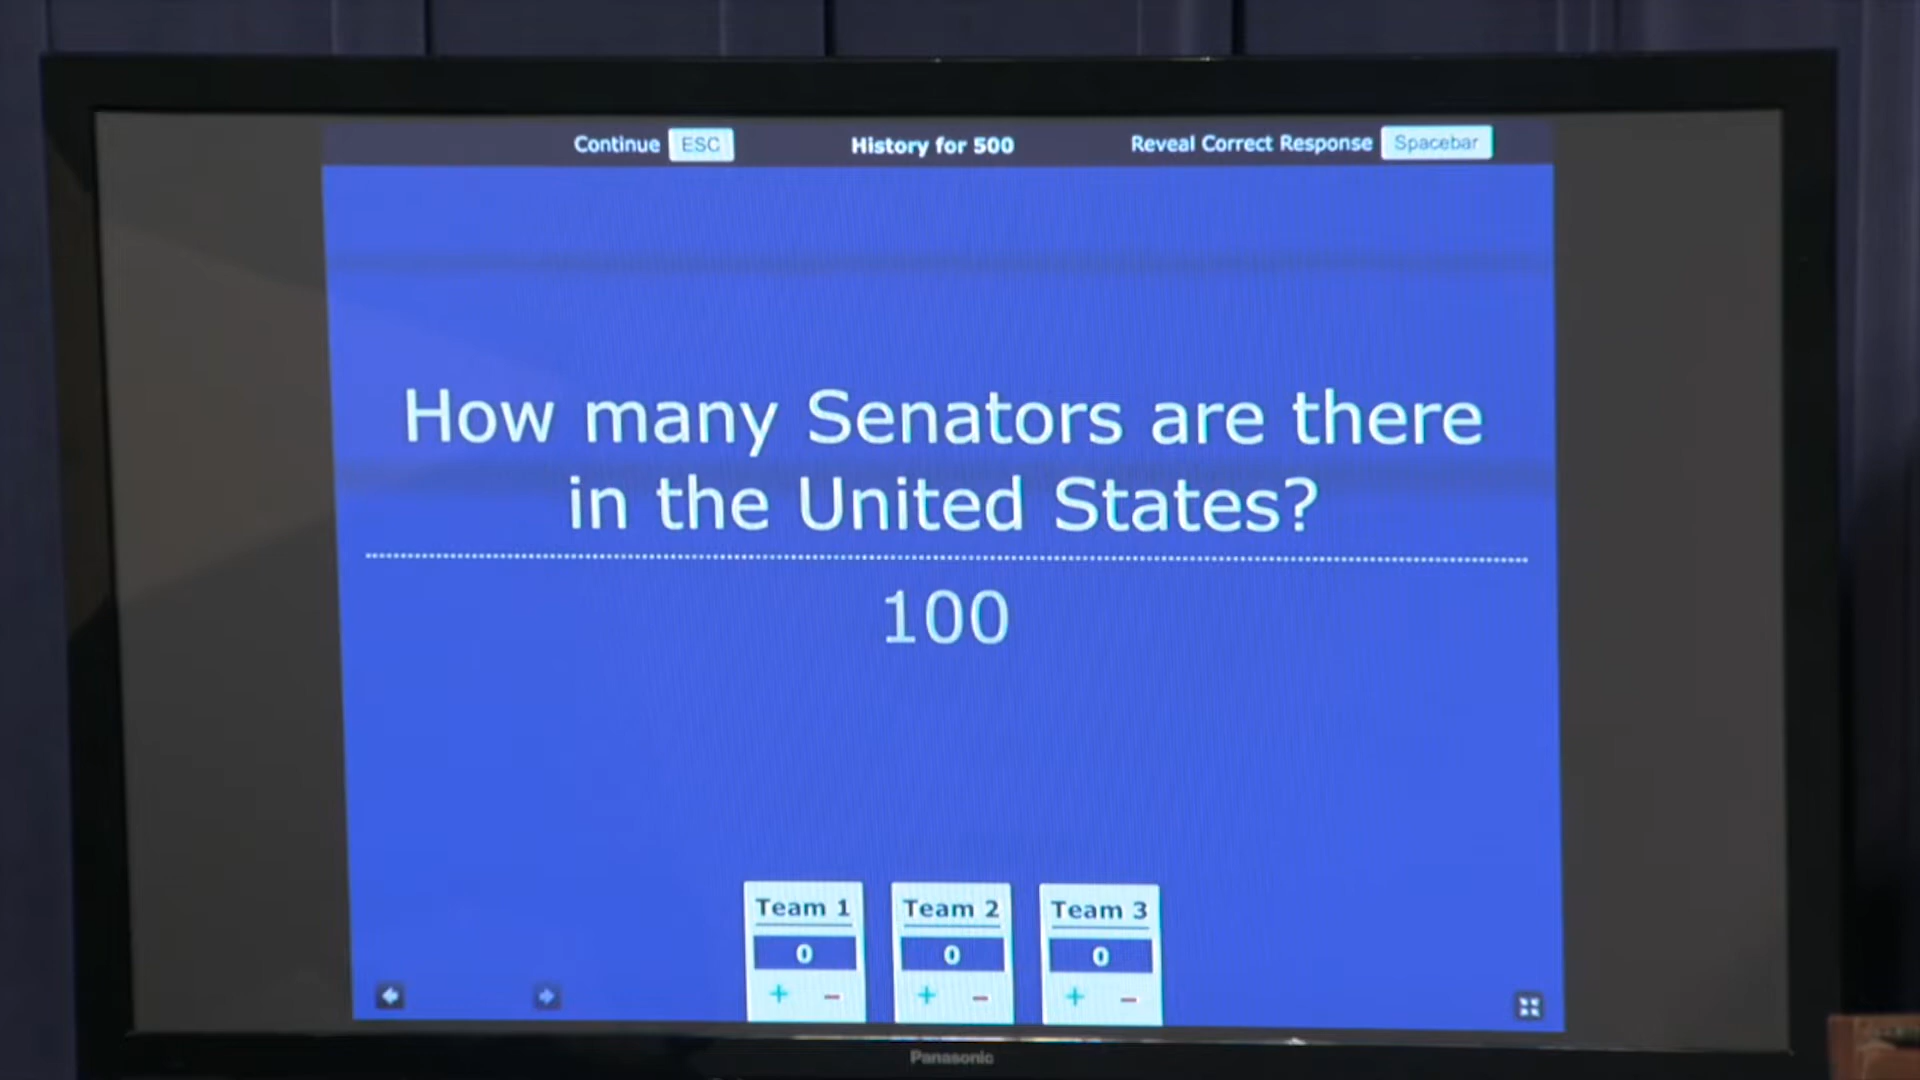 Continue ESC History for 500 Reveal Correct Response Spacebar
How many Senators are there
in the United States?
100
Team 1 Team 2 Team 3
0 0 0
+ - + - + -
Panasonic